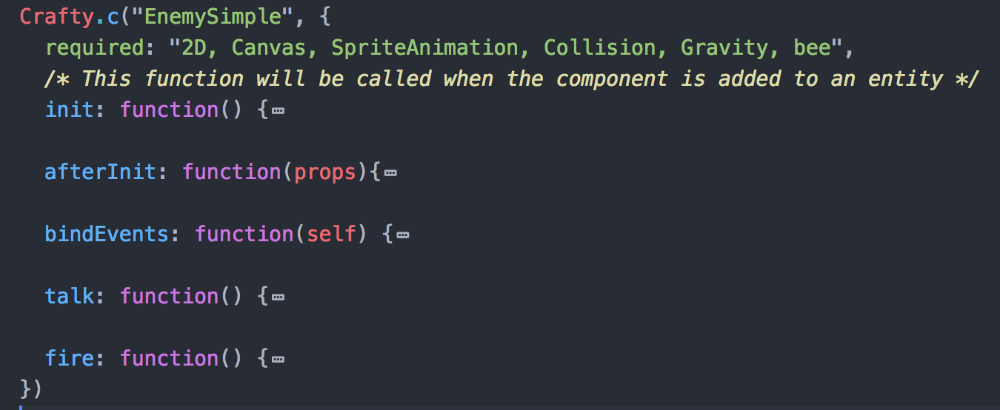 Crafty.c("EnemySimple", {
required: "2D, Canvas, SpriteAnimation, Collision, Gravity, bee",
/* This function will be called when the component is added to an entity */
init: function() {
afterInit: function(props){
bindEvents: function(self) {
talk: function() {
fire: function() {
})